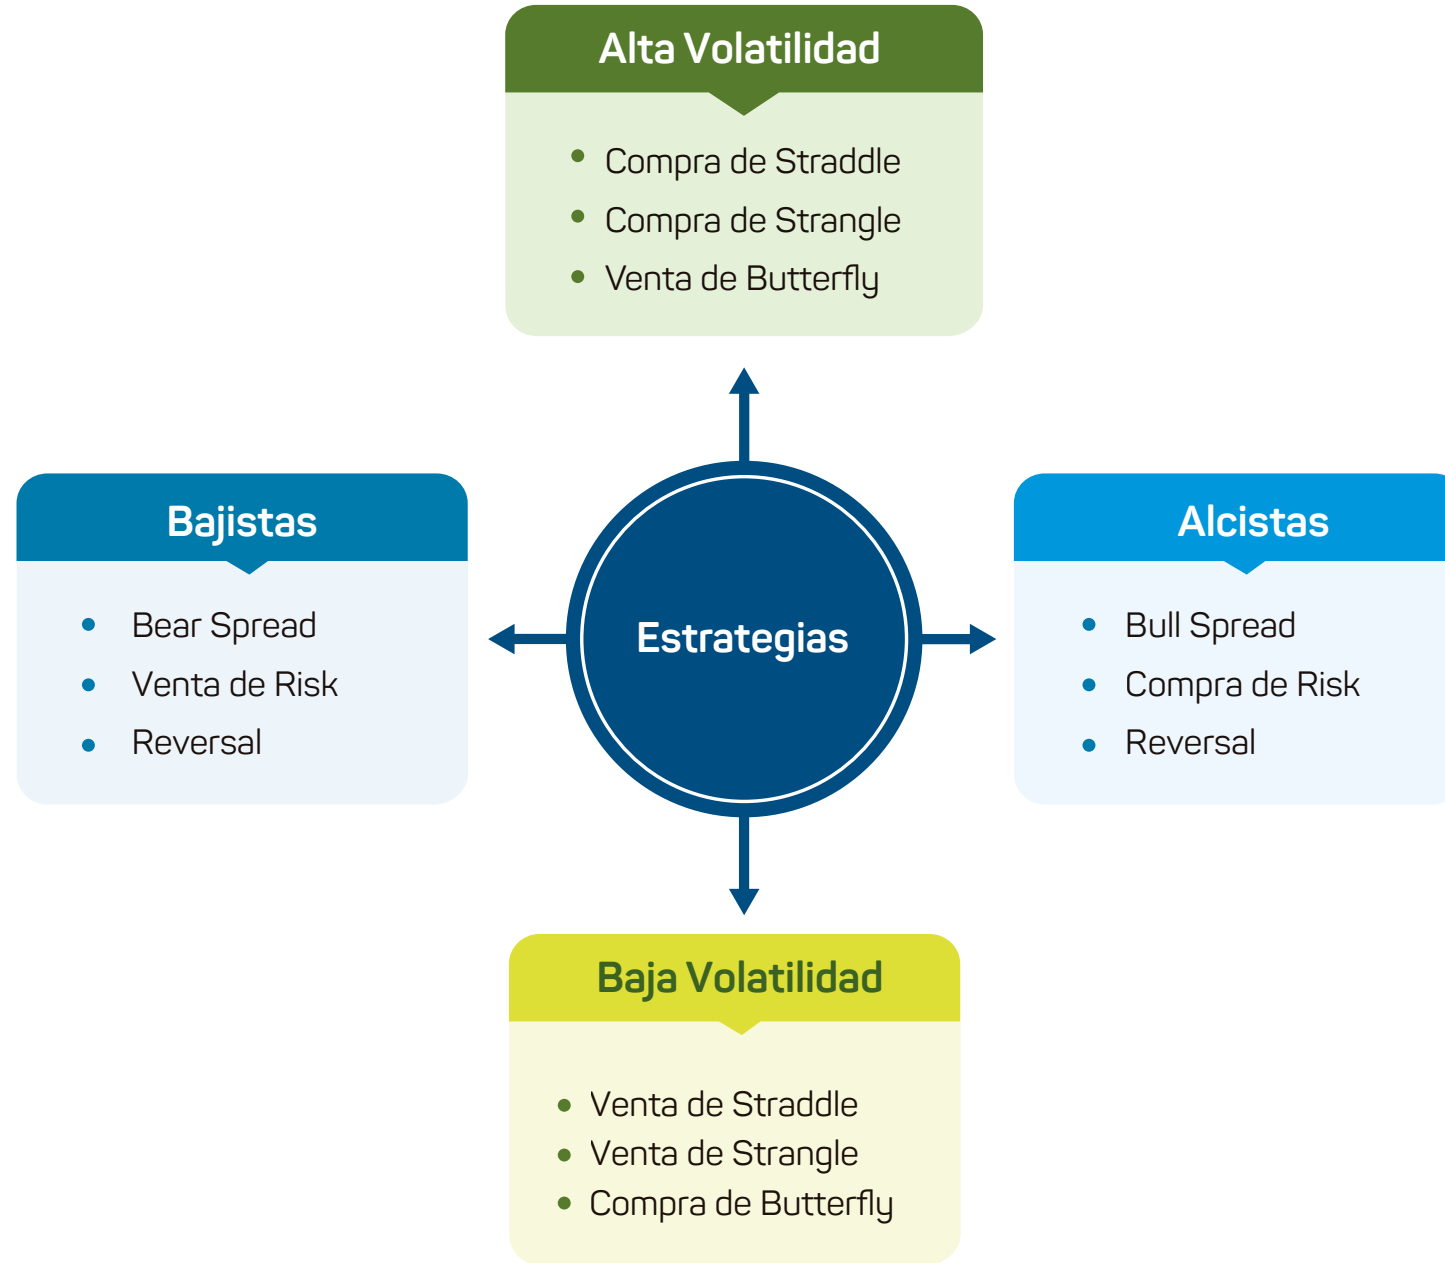 Alta Volatilidad
Compra de Straddle
Compra de Strangle
Venta de Butterfly
Bajistas
Bear Spread
Venta de Risk
Reversal
Estrategias
Alcistas
Bull Spread
Compra de Risk
Reversal
Baja Volatilidad
Venta de Straddle
Venta de Strangle
Compra de Butterfly